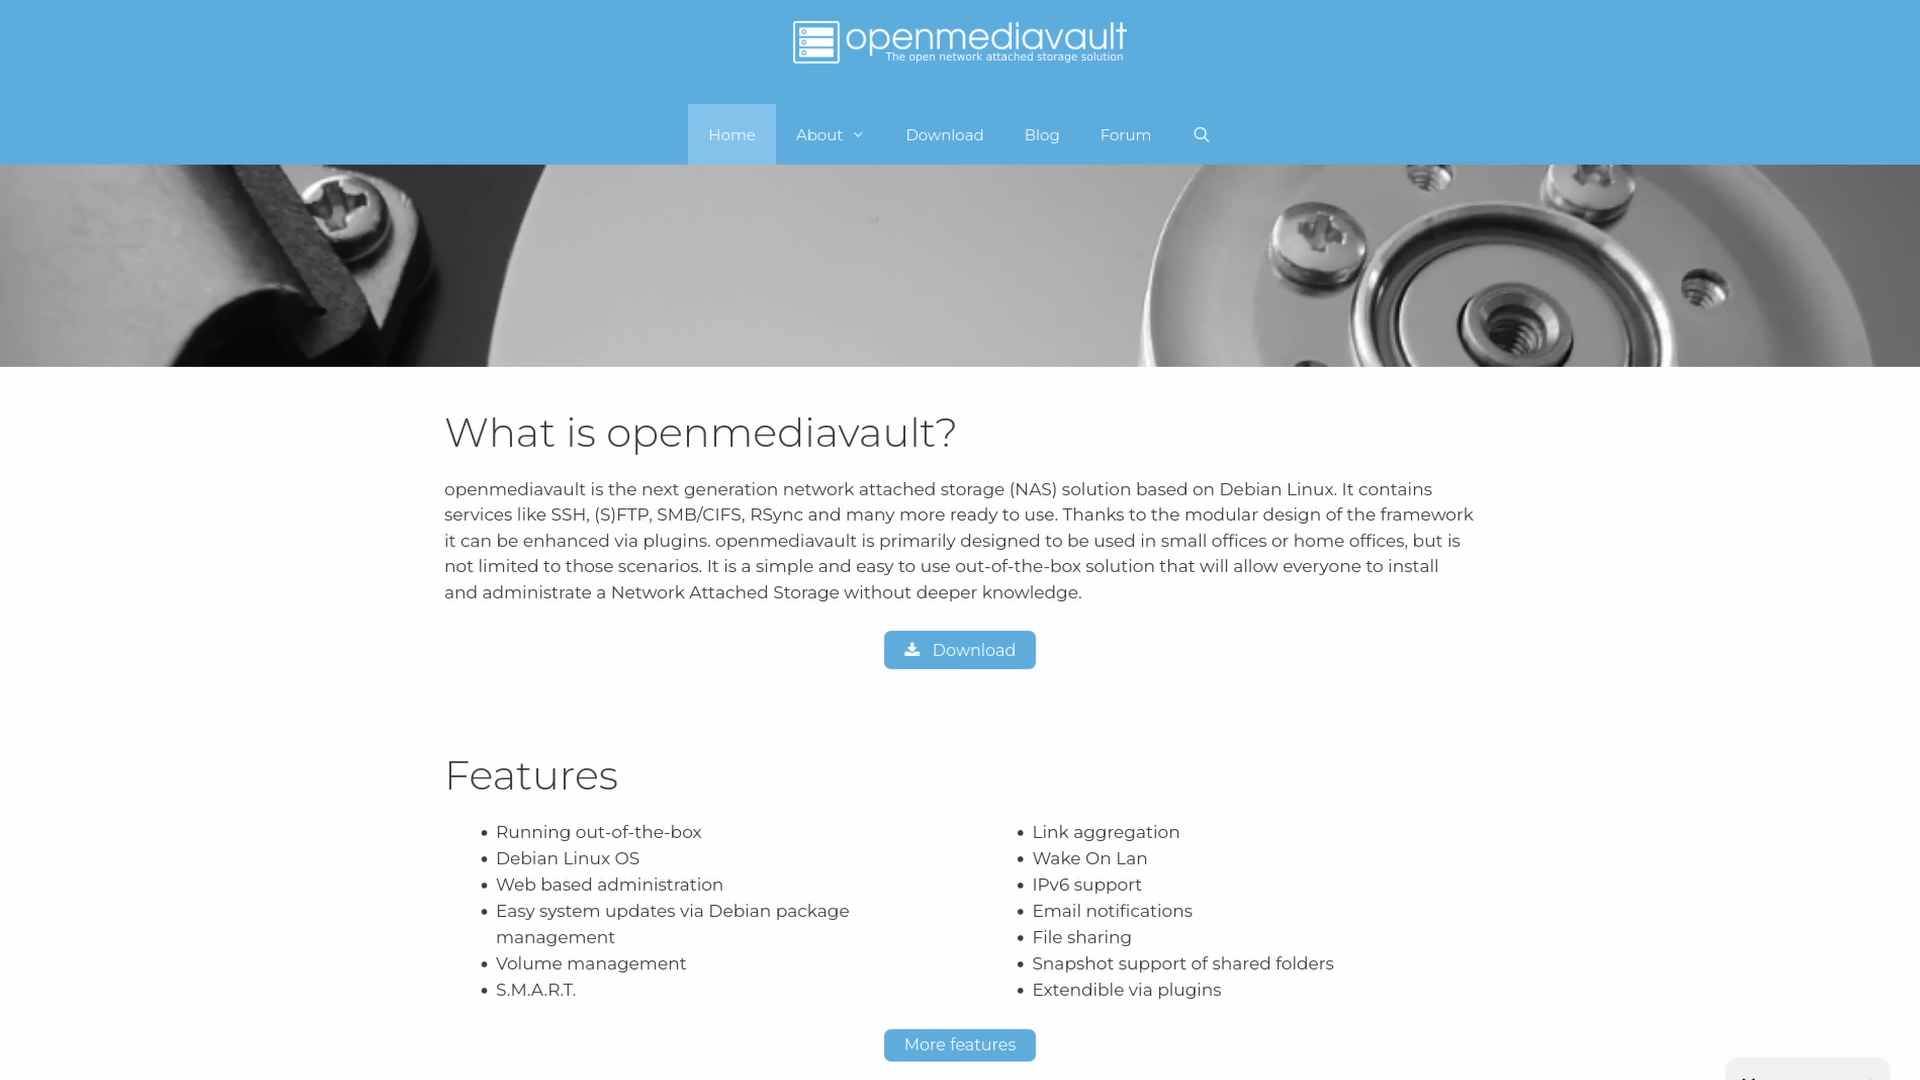 openmediavault
The open network attached storage solution
Home
About
Download
Blog
Forum
What is openmediavault?
openmediavault is the next generation network attached storage (NAS) solution based on Debian Linux. It contains
services like SSH, (S)FTP, SMB/CIFS, RSync and many more ready to use. Thanks to the modular design of the framework
it can be enhanced via plugins. openmediavault is primarily designed to be used in small offices or home offices, but is
not limited to those scenarios. It is a simple and easy to use out-of-the-box solution that will allow everyone to install
and administrate a Network Attached Storage without deeper knowledge.
Download
Features
Running out-of-the-box
Debian Linux OS
Web based administration
Easy system updates via Debian package
management
Volume management
S.M.A.R.T.
Link aggregation
Wake On Lan
IPv6 support
Email notifications
File sharing
Snapshot support of shared folders
Extendible via plugins
More features